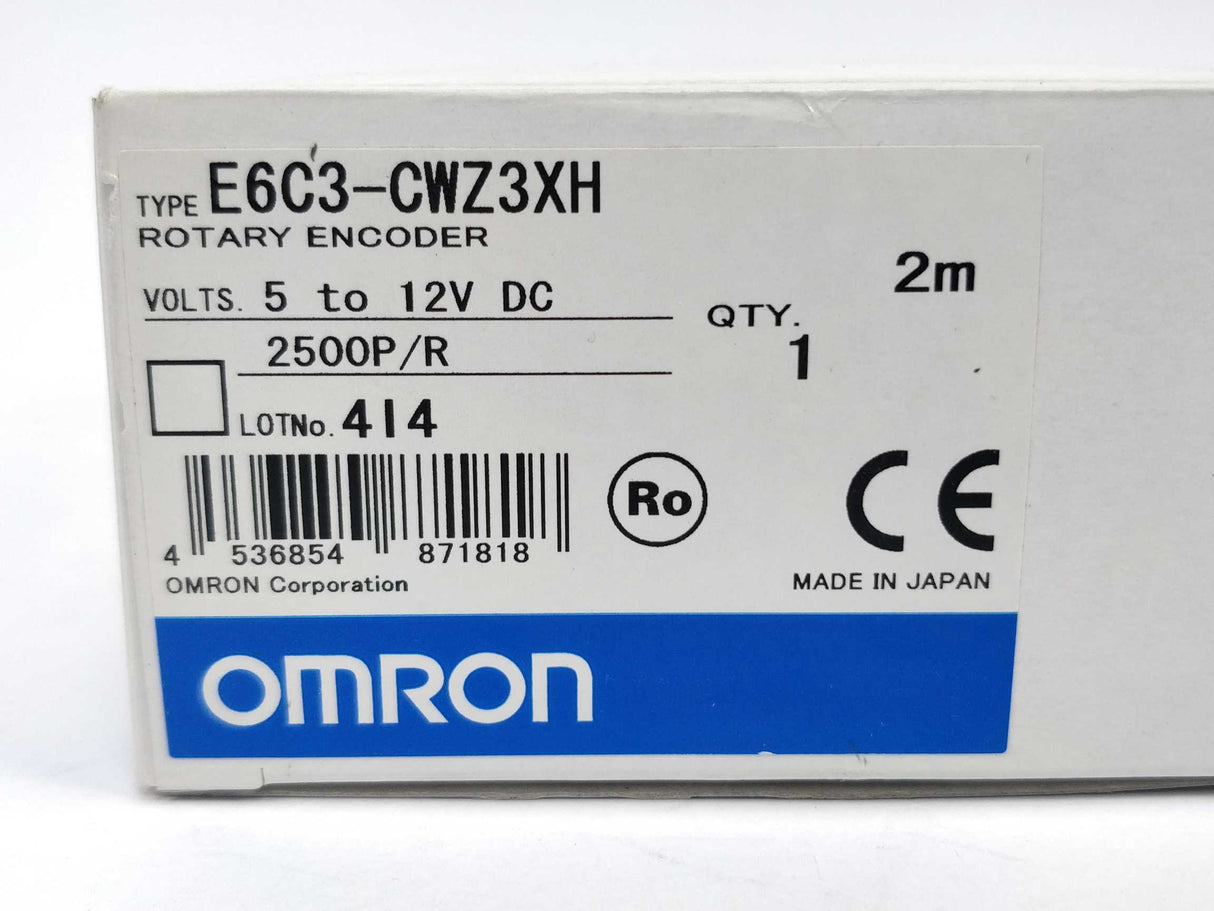 TYPE E6C3-CWZ3XH
ROTARY ENCODER
2m
VOLTS. 5 to 12V DC
QTY.
1
2500P/R
LOTNo. 414
4 536854 871818
Ro
CE
OMRON Corporation
MADE IN JAPAN
OMRON